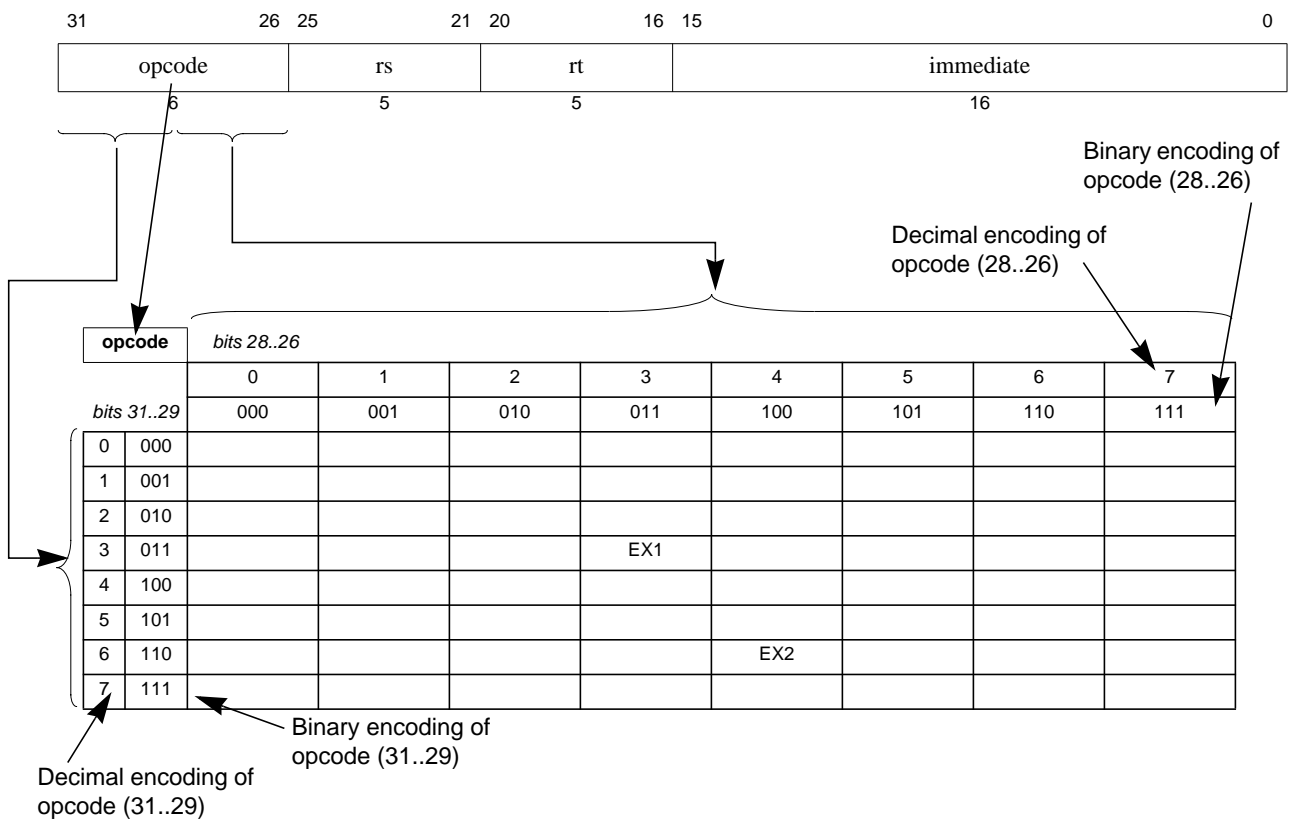 31 26 25 21 20 16 15 0
opcode rs rt immediate
6 5 5 16
Binary encoding of
opcode (28..26)
Decimal encoding of
opcode (28..26)
opcode bits 28..26
0 1 2 3 4 5 6 7
bits 31..29 000 001 010 011 100 101 110 111
0 000
1 001
2 010
3 011 EX1
4 100
5 101
6 110 EX2
7 111
Binary encoding of
opcode (31..29)
Decimal encoding of
opcode (31..29)